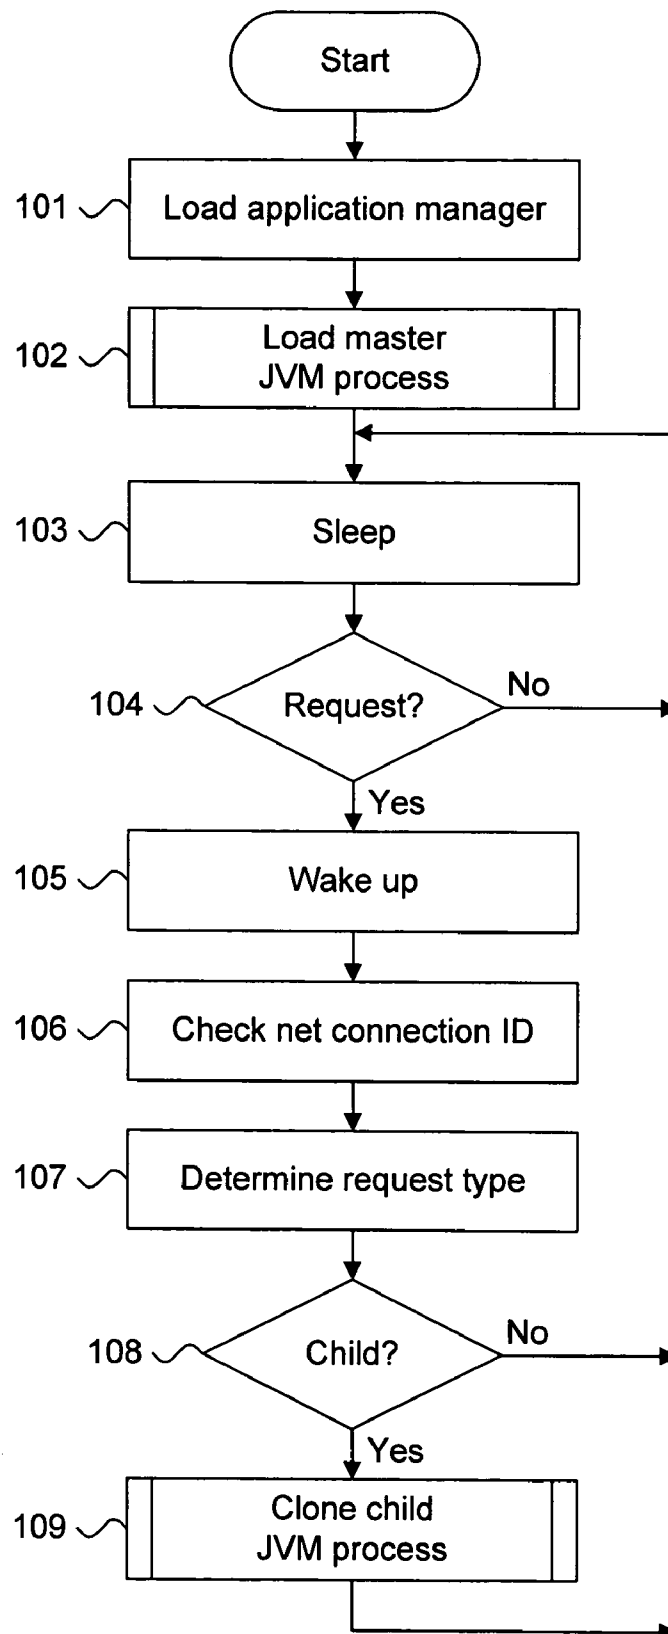 Start
101
Load application manager
102
Load master
JVM process
103
Sleep
104
Request?
No
Yes
105
Wake up
106
Check net connection ID
107
Determine request type
108
Child?
No
Yes
109
Clone child
JVM process